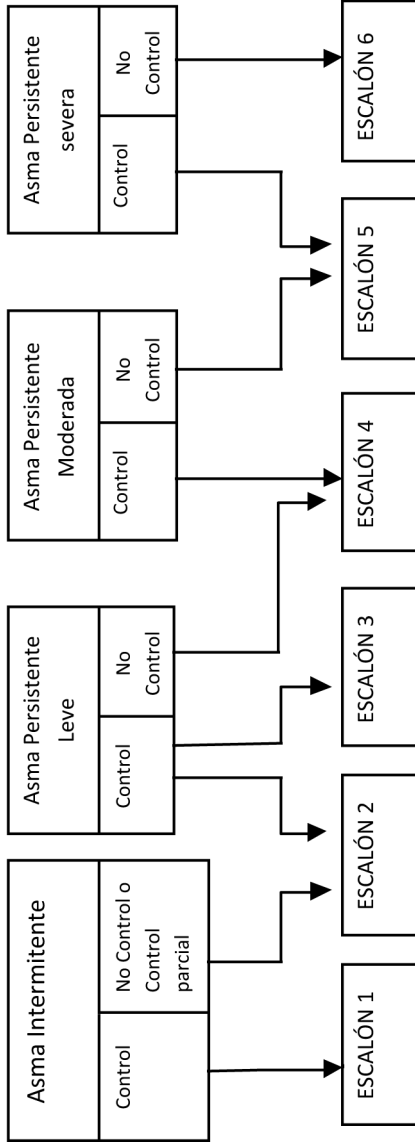 Asma Intermitente
Control
No Control o
Control
parcial
Asma Persistente
Leve
Control
No
Control
Asma Persistente
Moderada
Control
No
Control
Asma Persistente
severa
Control
No
Control
ESCALÓN 1
ESCALÓN 2
ESCALÓN 3
ESCALÓN 4
ESCALÓN 5
ESCALÓN 6